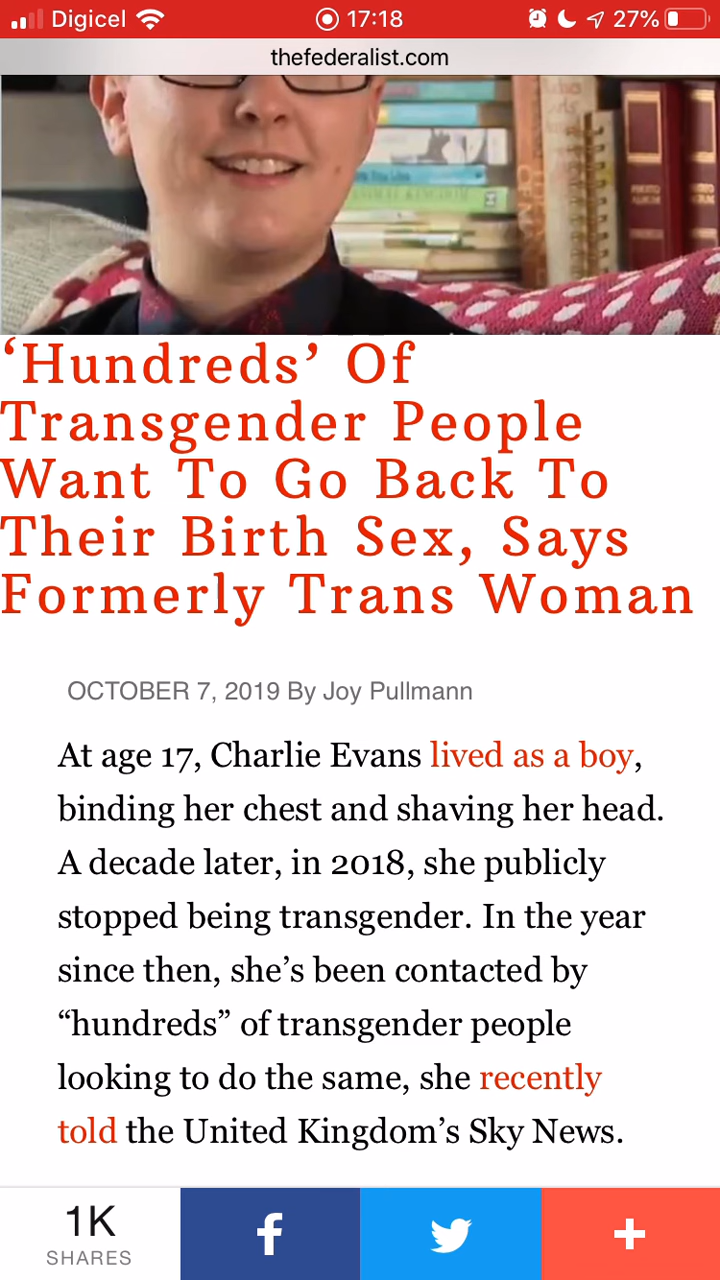 Digicel 17:18 27%
thefederalist.com
‘Hundreds’ Of
Transgender People
Want To Go Back To
Their Birth Sex, Says
Formerly Trans Woman
OCTOBER 7, 2019 By Joy Pullmann
At age 17, Charlie Evans lived as a boy,
binding her chest and shaving her head.
A decade later, in 2018, she publicly
stopped being transgender. In the year
since then, she’s been contacted by
“hundreds” of transgender people
looking to do the same, she recently
told the United Kingdom’s Sky News.
1K
SHARES